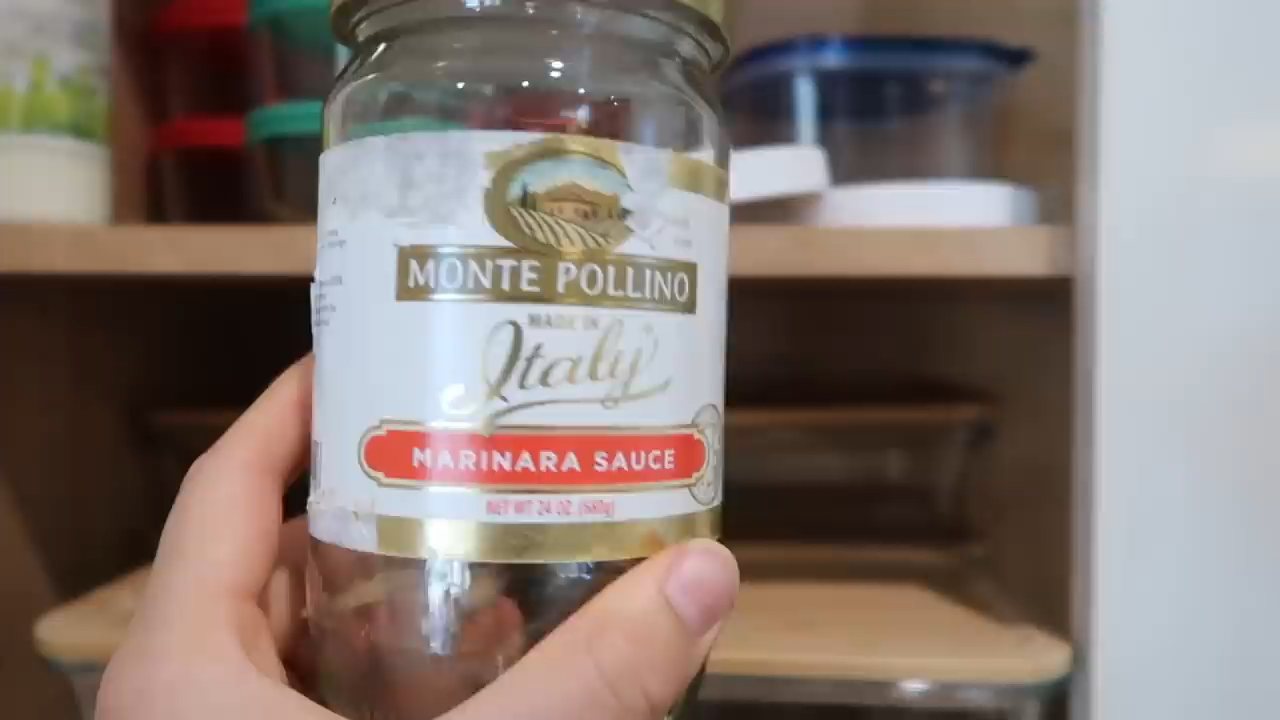 MONTE POLLINO
MADE IN
Italy
MARINARA SAUCE
NET WT 24 OZ. (680g)